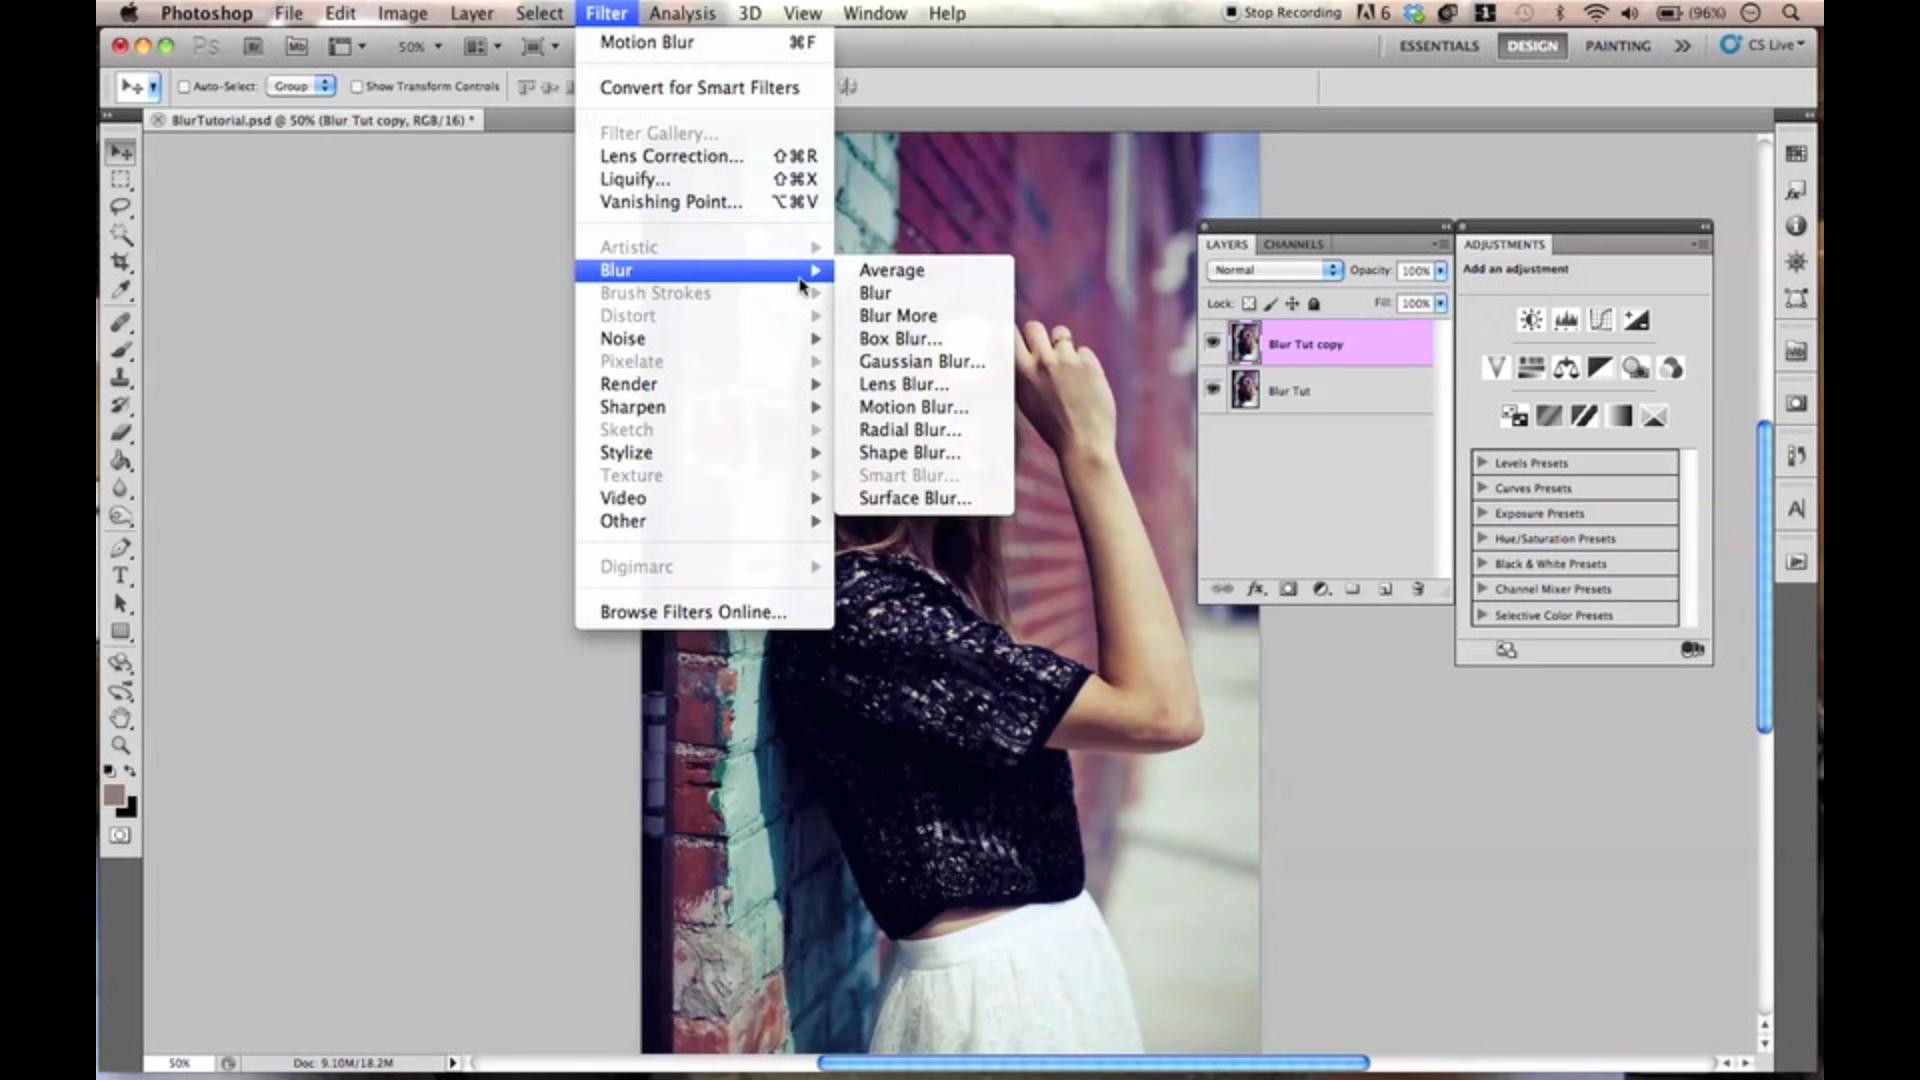 Photoshop File Edit Image Layer Select Filter Analysis 3D View Window Help Stop Recording 6 (96%)
Ps Br Mb 50% ESSENTIALS DESIGN PAINTING CS Live
Auto-Select: Group Show Transform Controls
BlurTutorial.psd @ 50% (Blur Tut copy, RGB/16) *
Motion Blur ⌘F
Convert for Smart Filters
Filter Gallery...
Lens Correction... ⇧⌘R
Liquify... ⇧⌘X
Vanishing Point... ⌥⌘V
Artistic
Blur
Brush Strokes
Distort
Noise
Pixelate
Render
Sharpen
Sketch
Stylize
Texture
Video
Other
Digimarc
Browse Filters Online...
Average
Blur
Blur More
Box Blur...
Gaussian Blur...
Lens Blur...
Motion Blur...
Radial Blur...
Shape Blur...
Smart Blur...
Surface Blur...
LAYERS CHANNELS
Normal Opacity: 100%
Lock: Fill: 100%
Blur Tut copy
Blur Tut
ADJUSTMENTS
Add an adjustment
Levels Presets
Curves Presets
Exposure Presets
Hue/Saturation Presets
Black & White Presets
Channel Mixer Presets
Selective Color Presets
50% Doc: 9.10M/18.2M